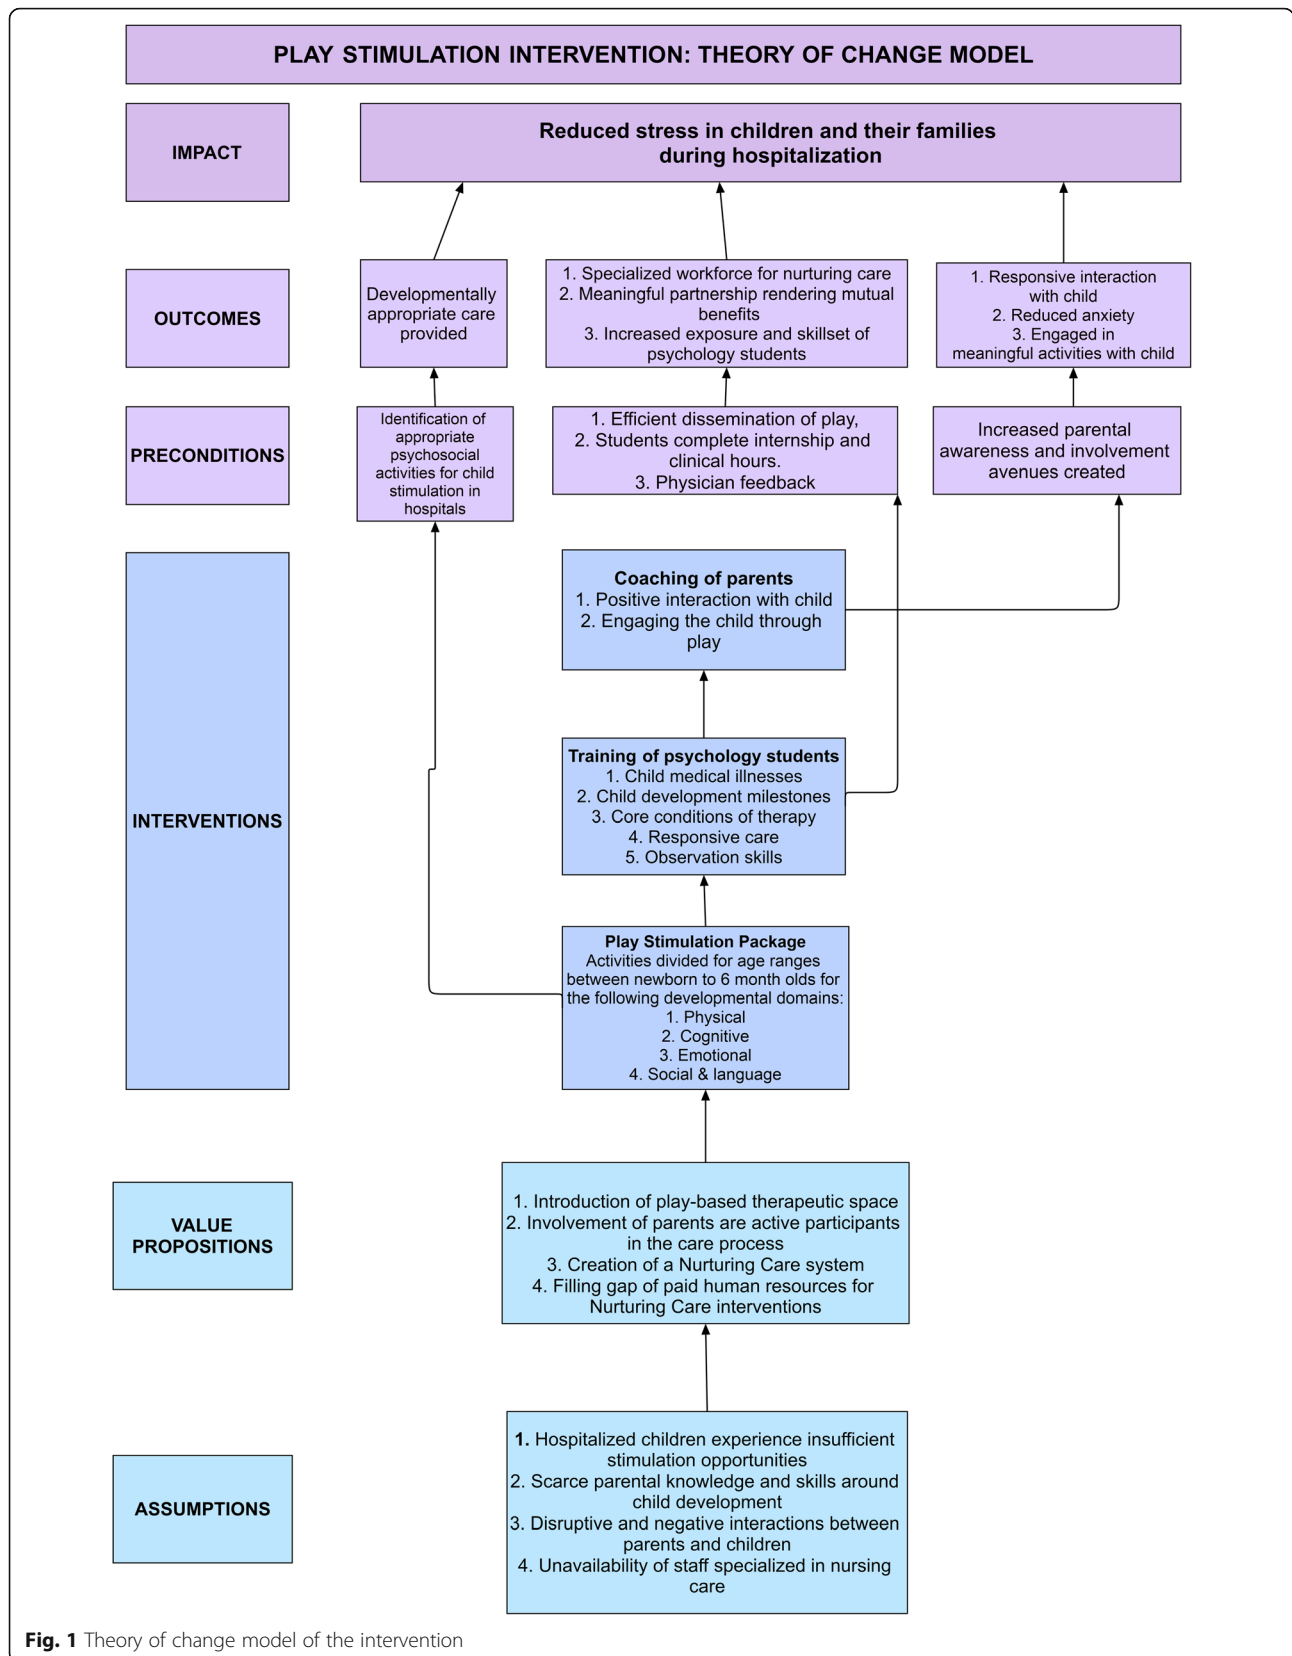 PLAY STIMULATION INTERVENTION: THEORY OF CHANGE MODEL
IMPACT
Reduced stress in children and their families
during hospitalization
OUTCOMES
Developmentally
appropriate care
provided
1. Specialized workforce for nurturing care
2. Meaningful partnership rendering mutual
benefits
3. Increased exposure and skillset of
psychology students
1. Responsive interaction
with child
2. Reduced anxiety
3. Engaged in
meaningful activities with child
PRECONDITIONS
Identification of
appropriate
psychosocial
activities for child
stimulation in
hospitals
1. Efficient dissemination of play,
2. Students complete internship and
clinical hours.
3. Physician feedback
Increased parental
awareness and involvement
avenues created
INTERVENTIONS
Coaching of parents
1. Positive interaction with child
2. Engaging the child through
play
Training of psychology students
1. Child medical illnesses
2. Child development milestones
3. Core conditions of therapy
4. Responsive care
5. Observation skills
Play Stimulation Package
Activities divided for age ranges
between newborn to 6 month olds for
the following developmental domains:
1. Physical
2. Cognitive
3. Emotional
4. Social & language
VALUE
PROPOSITIONS
1. Introduction of play-based therapeutic space
2. Involvement of parents are active participants
in the care process
3. Creation of a Nurturing Care system
4. Filling gap of paid human resources for
Nurturing Care interventions
ASSUMPTIONS
1. Hospitalized children experience insufficient
stimulation opportunities
2. Scarce parental knowledge and skills around
child development
3. Disruptive and negative interactions between
parents and children
4. Unavailability of staff specialized in nursing
care
Fig. 1 Theory of change model of the intervention